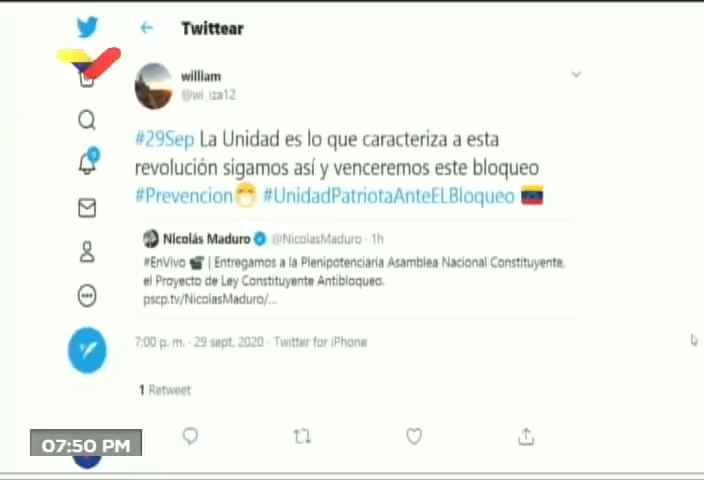 Twittear
william
@wi_iza12
#29Sep La Unidad es lo que caracteriza a esta
revolución sigamos así y venceremos este bloqueo
#Prevencion😷 #UnidadPatriotaAnteELBloqueo 🇻🇪
Nicolás Maduro @NicolasMaduro · 1h
#EnVivo 📹 | Entregamos a la Plenipotenciaria Asamblea Nacional Constituyente,
el Proyecto de Ley Constituyente Antibloqueo.
pscp.tv/NicolasMaduro/...
7:00 p. m. · 29 sept. 2020 · Twitter for iPhone
1 Retweet
07:50 PM